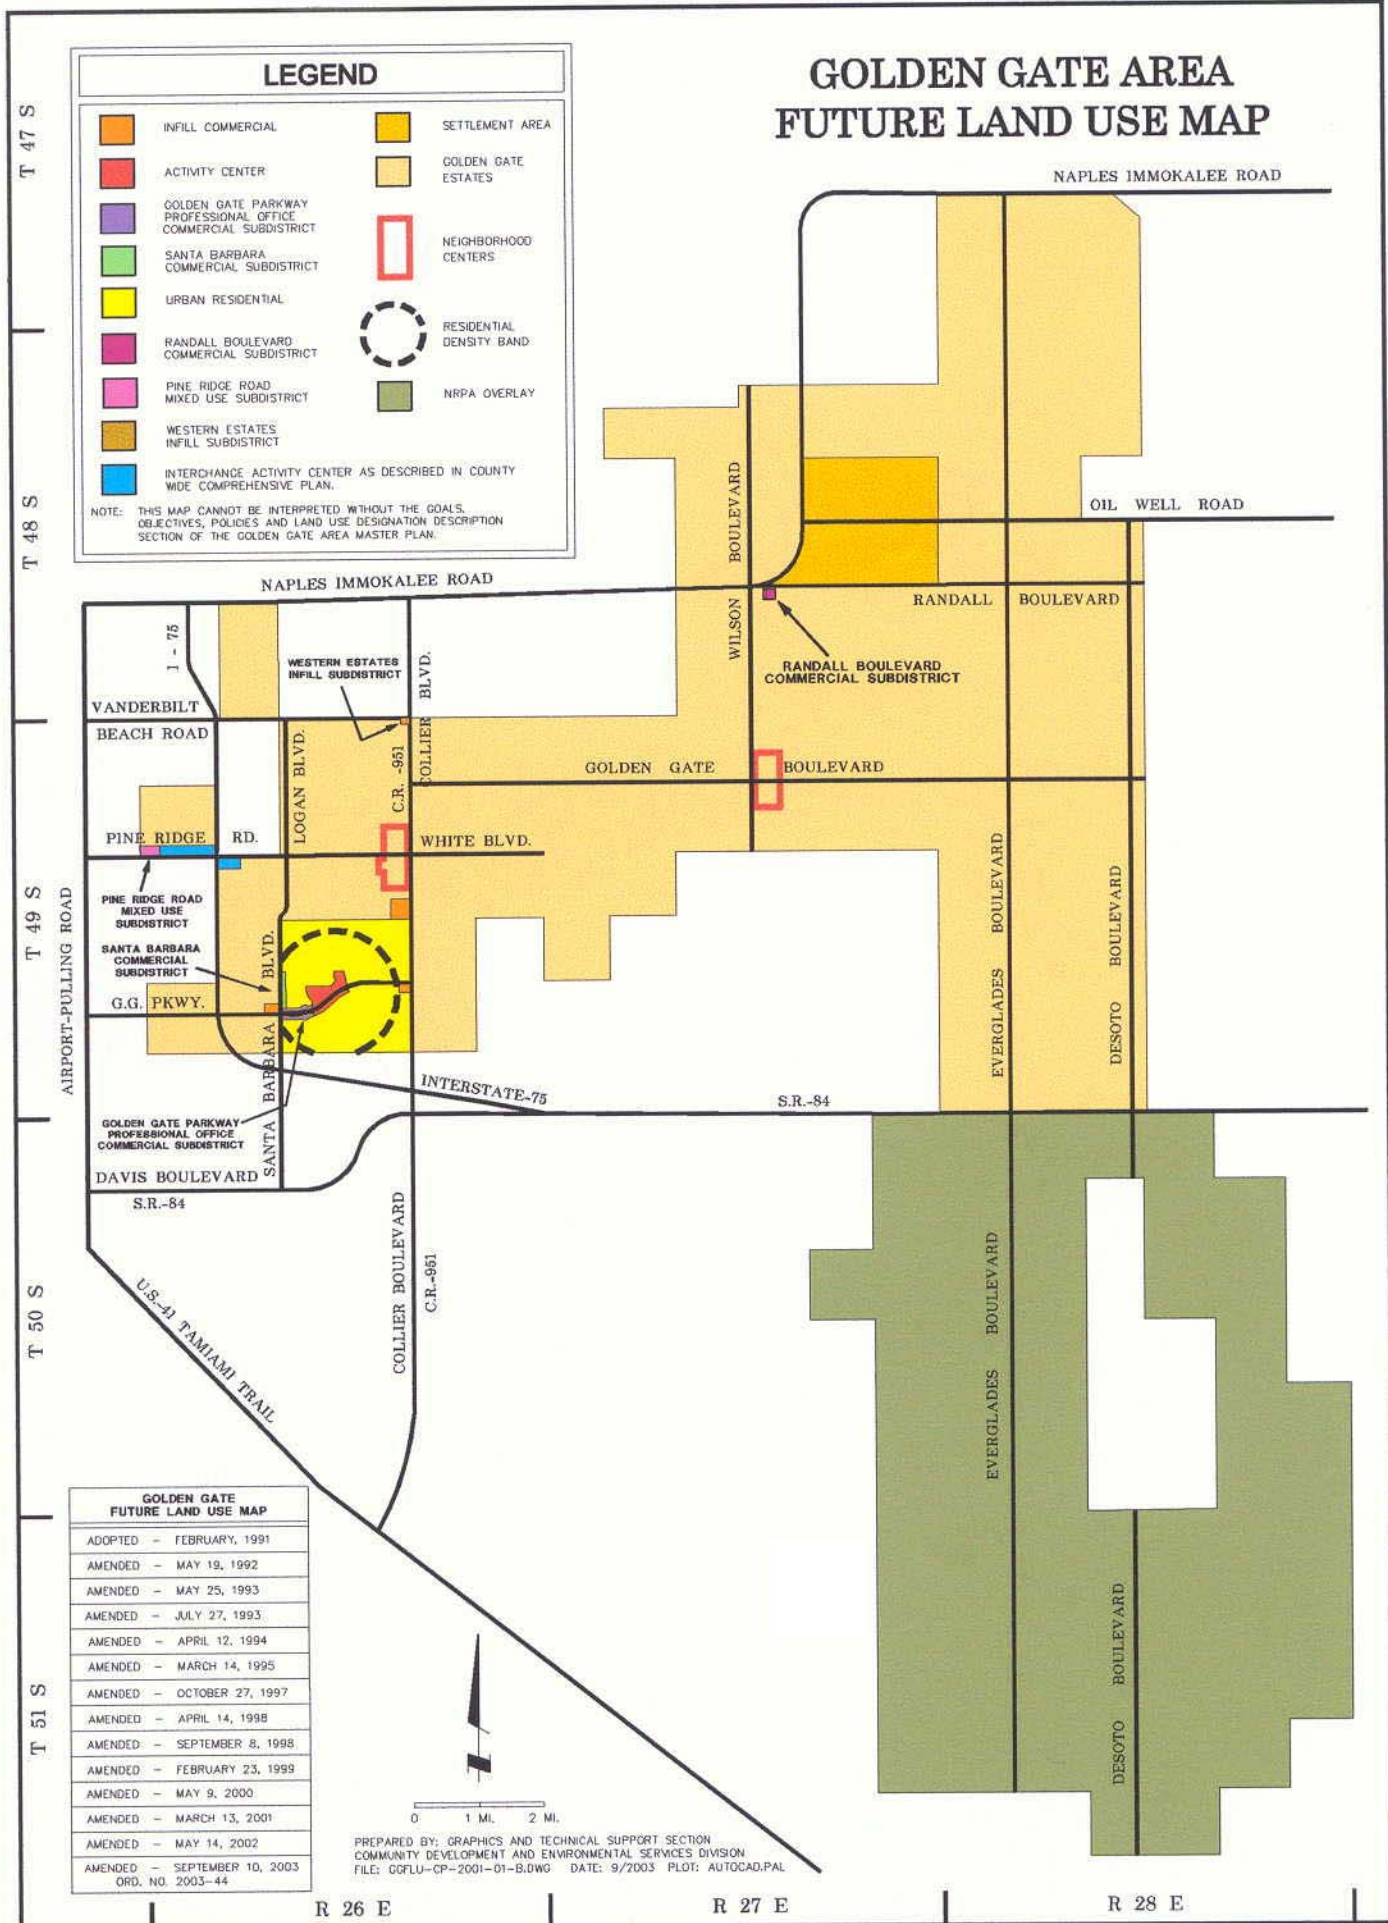 GOLDEN GATE AREA
FUTURE LAND USE MAP
LEGEND
INFILL COMMERCIAL
ACTIVITY CENTER
GOLDEN GATE PARKWAY
PROFESSIONAL OFFICE
COMMERCIAL SUBDISTRICT
SANTA BARBARA
COMMERCIAL SUBDISTRICT
URBAN RESIDENTIAL
RANDALL BOULEVARD
COMMERCIAL SUBDISTRICT
PINE RIDGE ROAD
MIXED USE SUBDISTRICT
WESTERN ESTATES
INFILL SUBDISTRICT
INTERCHANGE ACTIVITY CENTER AS DESCRIBED IN COUNTY
WIDE COMPREHENSIVE PLAN.
SETTLEMENT AREA
GOLDEN GATE
ESTATES
NEIGHBORHOOD
CENTERS
RESIDENTIAL
DENSITY BAND
NRPA OVERLAY
NOTE: THIS MAP CANNOT BE INTERPRETED WITHOUT THE GOALS,
OBJECTIVES, POLICIES AND LAND USE DESIGNATION DESCRIPTION
SECTION OF THE GOLDEN GATE AREA MASTER PLAN.
T 47 S
T 48 S
T 49 S
T 50 S
T 51 S
NAPLES IMMOKALEE ROAD
OIL WELL ROAD
WILSON BOULEVARD
NAPLES IMMOKALEE ROAD
RANDALL BOULEVARD
RANDALL BOULEVARD
COMMERCIAL SUBDISTRICT
I - 75
WESTERN ESTATES
INFILL SUBDISTRICT
COLLIER BLVD.
C.R. -951
VANDERBILT
BEACH ROAD
LOGAN BLVD.
GOLDEN GATE BOULEVARD
PINE RIDGE RD.
WHITE BLVD.
PINE RIDGE ROAD
MIXED USE
SUBDISTRICT
SANTA BARBARA
COMMERCIAL
SUBDISTRICT
G.G. PKWY.
AIRPORT-PULLING ROAD
SANTA BARBARA BLVD.
EVERGLADES BOULEVARD
DESOTO BOULEVARD
INTERSTATE-75
S.R.-84
GOLDEN GATE PARKWAY
PROFESSIONAL OFFICE
COMMERCIAL SUBDISTRICT
DAVIS BOULEVARD
S.R.-84
COLLIER BOULEVARD
C.R.-951
U.S.-41 TAMIAMI TRAIL
EVERGLADES BOULEVARD
DESOTO BOULEVARD
GOLDEN GATE
FUTURE LAND USE MAP
ADOPTED - FEBRUARY, 1991
AMENDED - MAY 19, 1992
AMENDED - MAY 25, 1993
AMENDED - JULY 27, 1993
AMENDED - APRIL 12, 1994
AMENDED - MARCH 14, 1995
AMENDED - OCTOBER 27, 1997
AMENDED - APRIL 14, 1998
AMENDED - SEPTEMBER 8, 1998
AMENDED - FEBRUARY 23, 1999
AMENDED - MAY 9, 2000
AMENDED - MARCH 13, 2001
AMENDED - MAY 14, 2002
AMENDED - SEPTEMBER 10, 2003
ORD. NO. 2003-44
0 1 MI. 2 MI.
PREPARED BY: GRAPHICS AND TECHNICAL SUPPORT SECTION
COMMUNITY DEVELOPMENT AND ENVIRONMENTAL SERVICES DIVISION
FILE: GGFLU-CP-2001-01-B.DWG DATE: 9/2003 PLOT: AUTOCAD.PAL
R 26 E
R 27 E
R 28 E